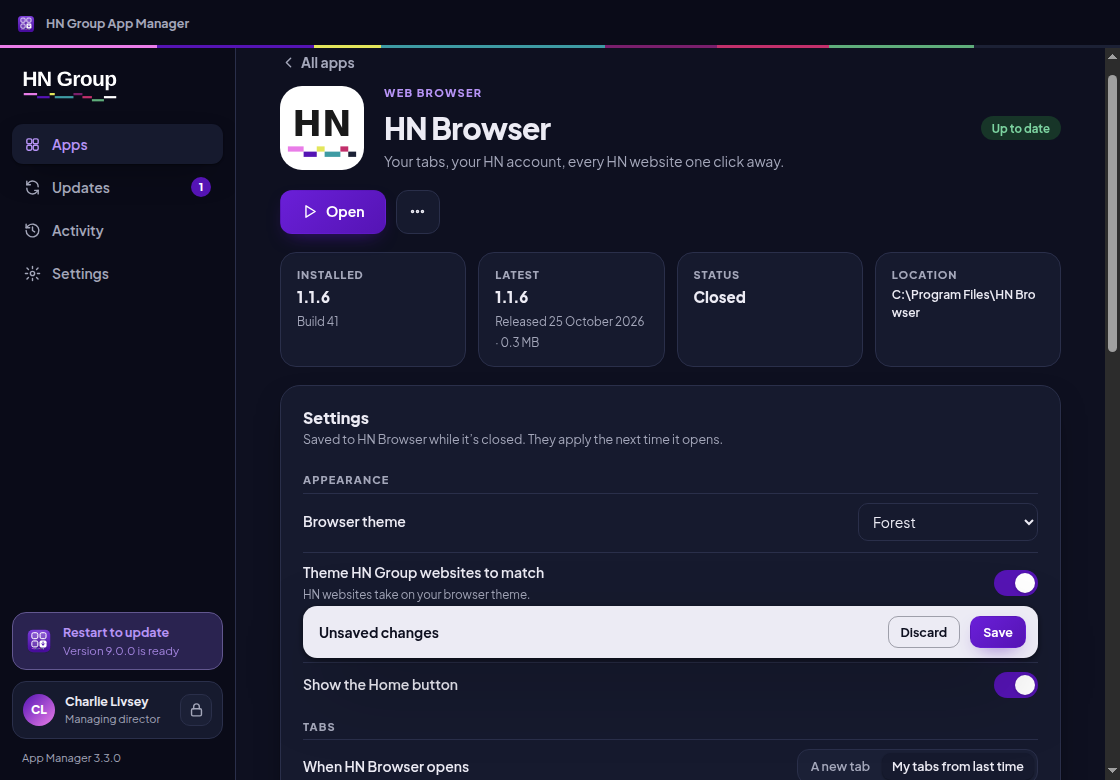 HN Group App Manager
HN Group
Apps
Updates
1
Activity
Settings
Restart to update
Version 9.0.0 is ready
CL
Charlie Livsey
Managing director
App Manager 3.3.0
All apps
HN
WEB BROWSER
HN Browser
Your tabs, your HN account, every HN website one click away.
Up to date
Open
INSTALLED
1.1.6
Build 41
LATEST
1.1.6
Released 25 October 2026
· 0.3 MB
STATUS
Closed
LOCATION
C:\Program Files\HN Bro
wser
Settings
Saved to HN Browser while it's closed. They apply the next time it opens.
APPEARANCE
Browser theme
Forest
Theme HN Group websites to match
HN websites take on your browser theme.
Unsaved changes
Discard
Save
Show the Home button
TABS
When HN Browser opens
A new tab
My tabs from last time